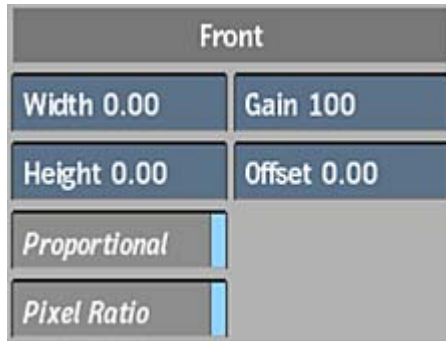 Front
Width 0.00 Gain 100
Height 0.00 Offset 0.00
Proportional
Pixel Ratio